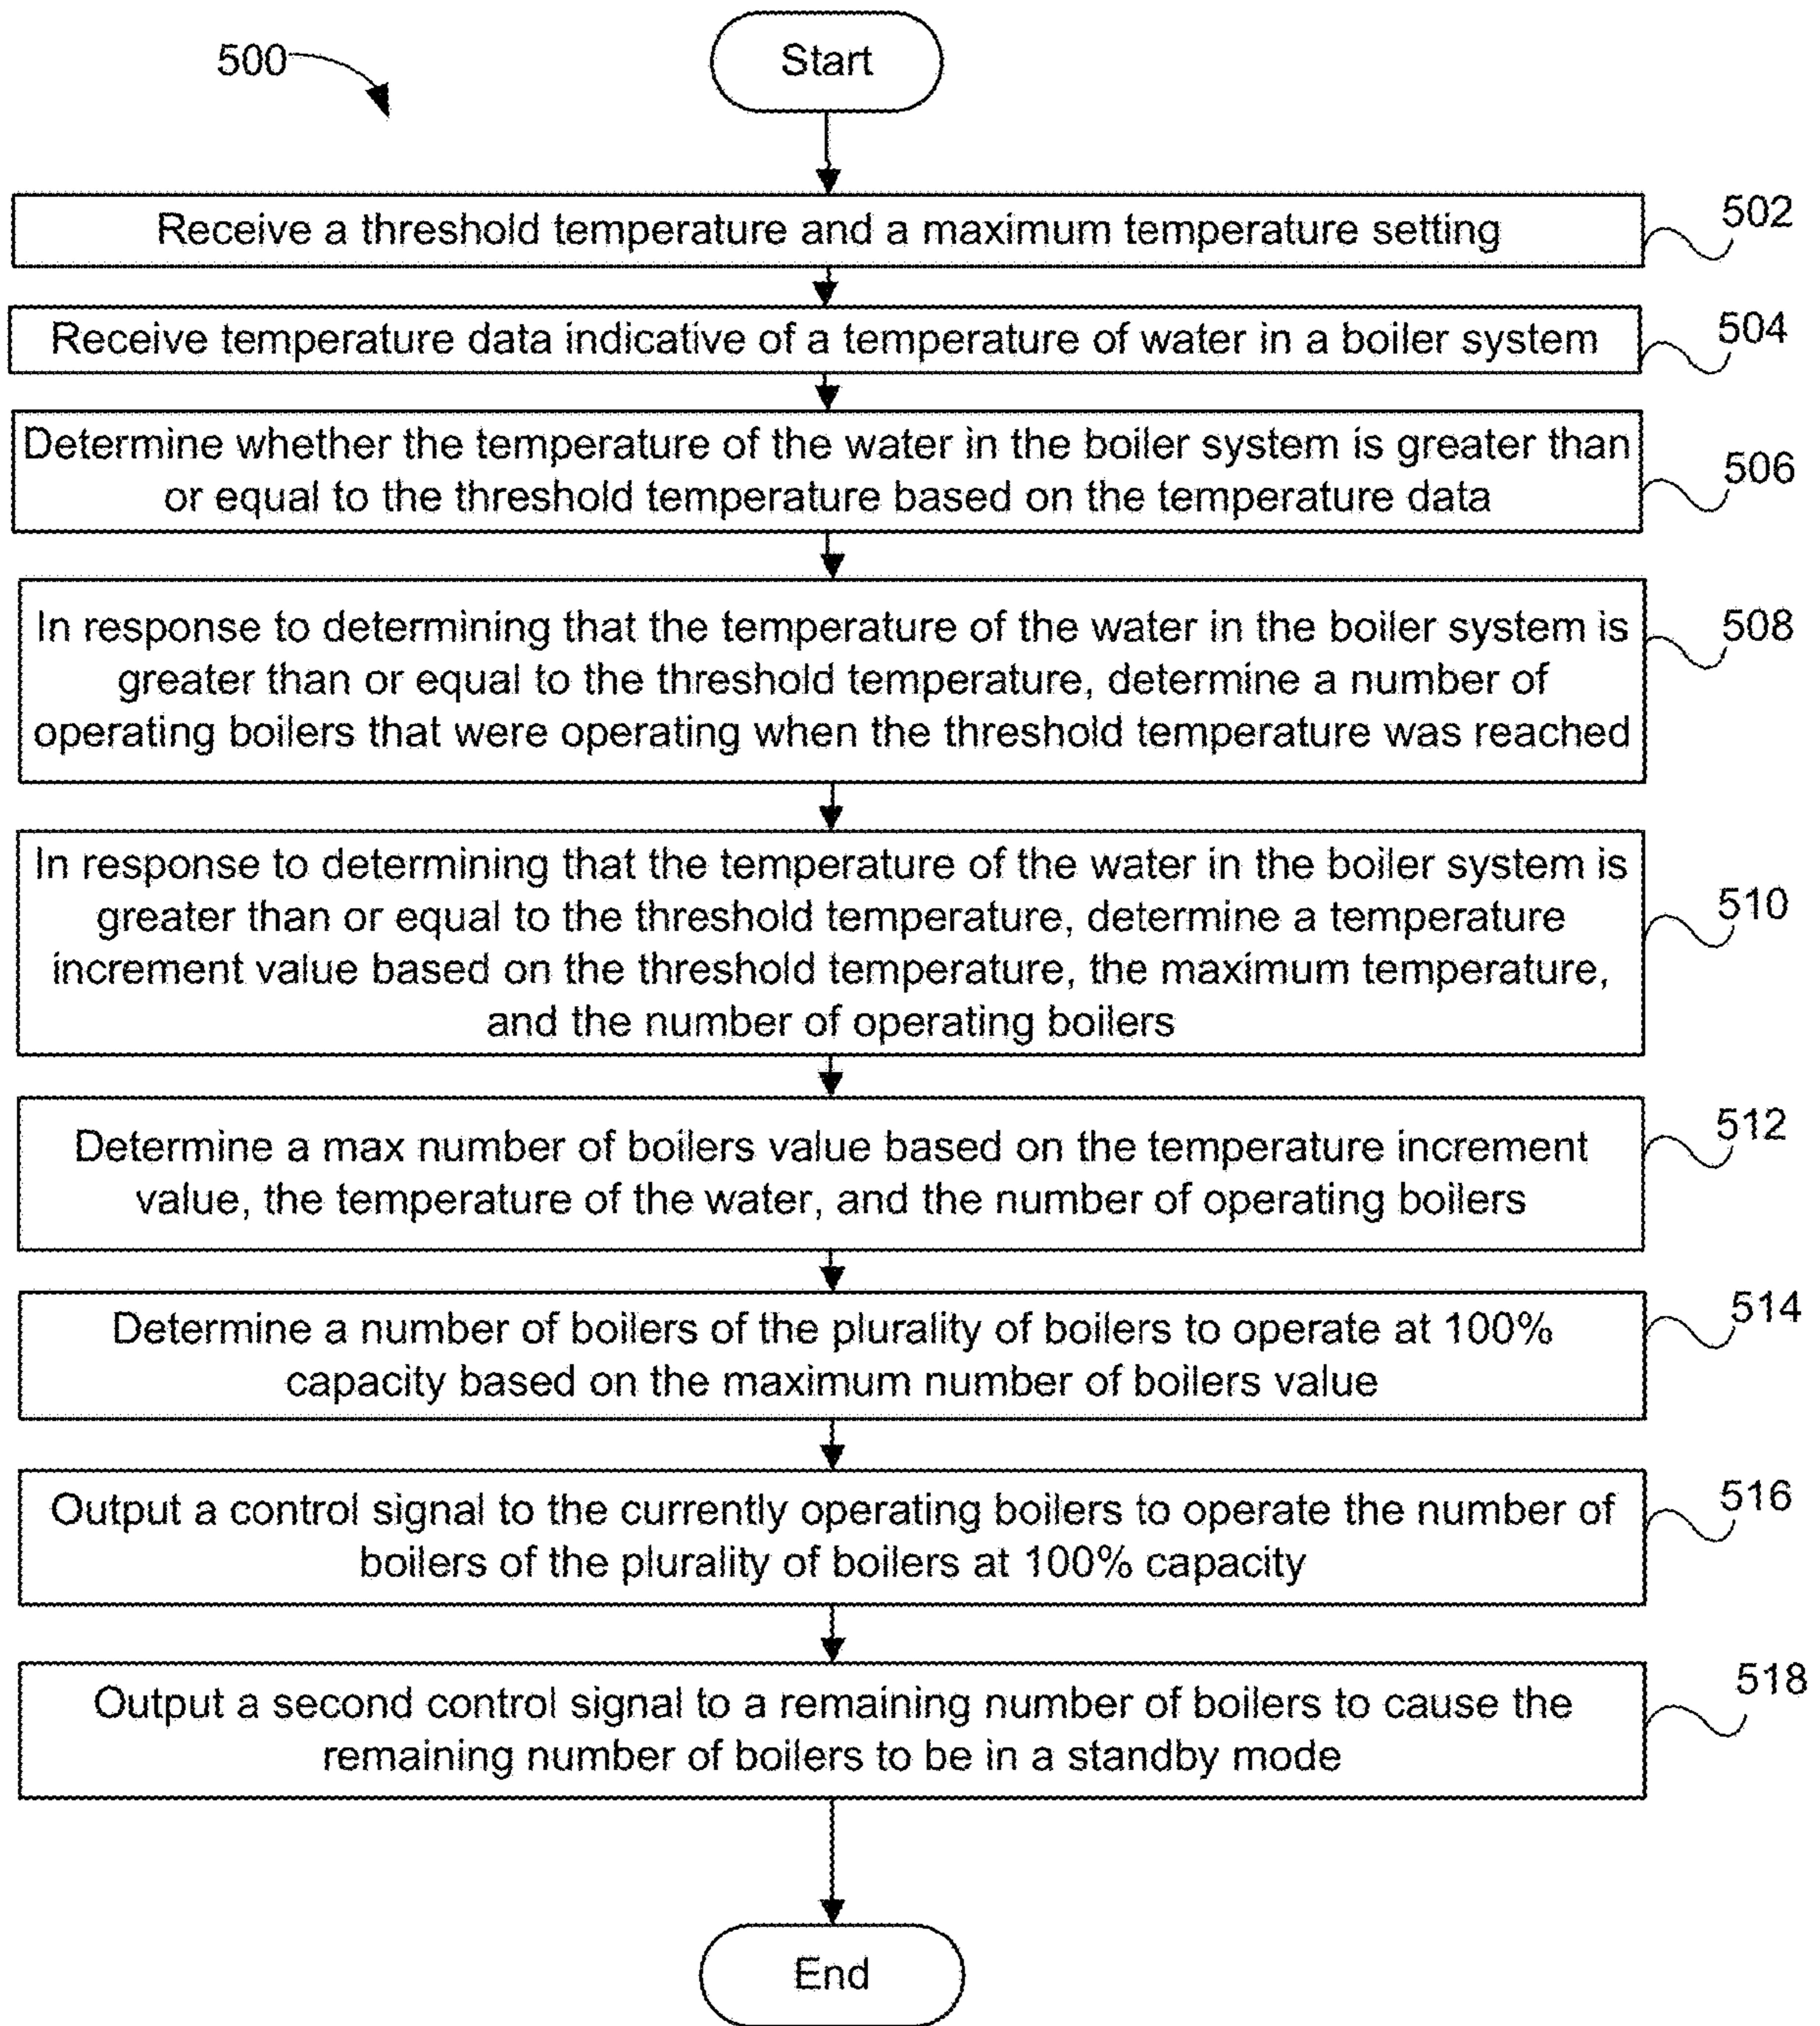 500
Start
Receive a threshold temperature and a maximum temperature setting
502
Receive temperature data indicative of a temperature of water in a boiler system
504
Determine whether the temperature of the water in the boiler system is greater than
or equal to the threshold temperature based on the temperature data
506
In response to determining that the temperature of the water in the boiler system is
greater than or equal to the threshold temperature, determine a number of
operating boilers that were operating when the threshold temperature was reached
508
In response to determining that the temperature of the water in the boiler system is
greater than or equal to the threshold temperature, determine a temperature
increment value based on the threshold temperature, the maximum temperature,
and the number of operating boilers
510
Determine a max number of boilers value based on the temperature increment
value, the temperature of the water, and the number of operating boilers
512
Determine a number of boilers of the plurality of boilers to operate at 100%
capacity based on the maximum number of boilers value
514
Output a control signal to the currently operating boilers to operate the number of
boilers of the plurality of boilers at 100% capacity
516
Output a second control signal to a remaining number of boilers to cause the
remaining number of boilers to be in a standby mode
518
End